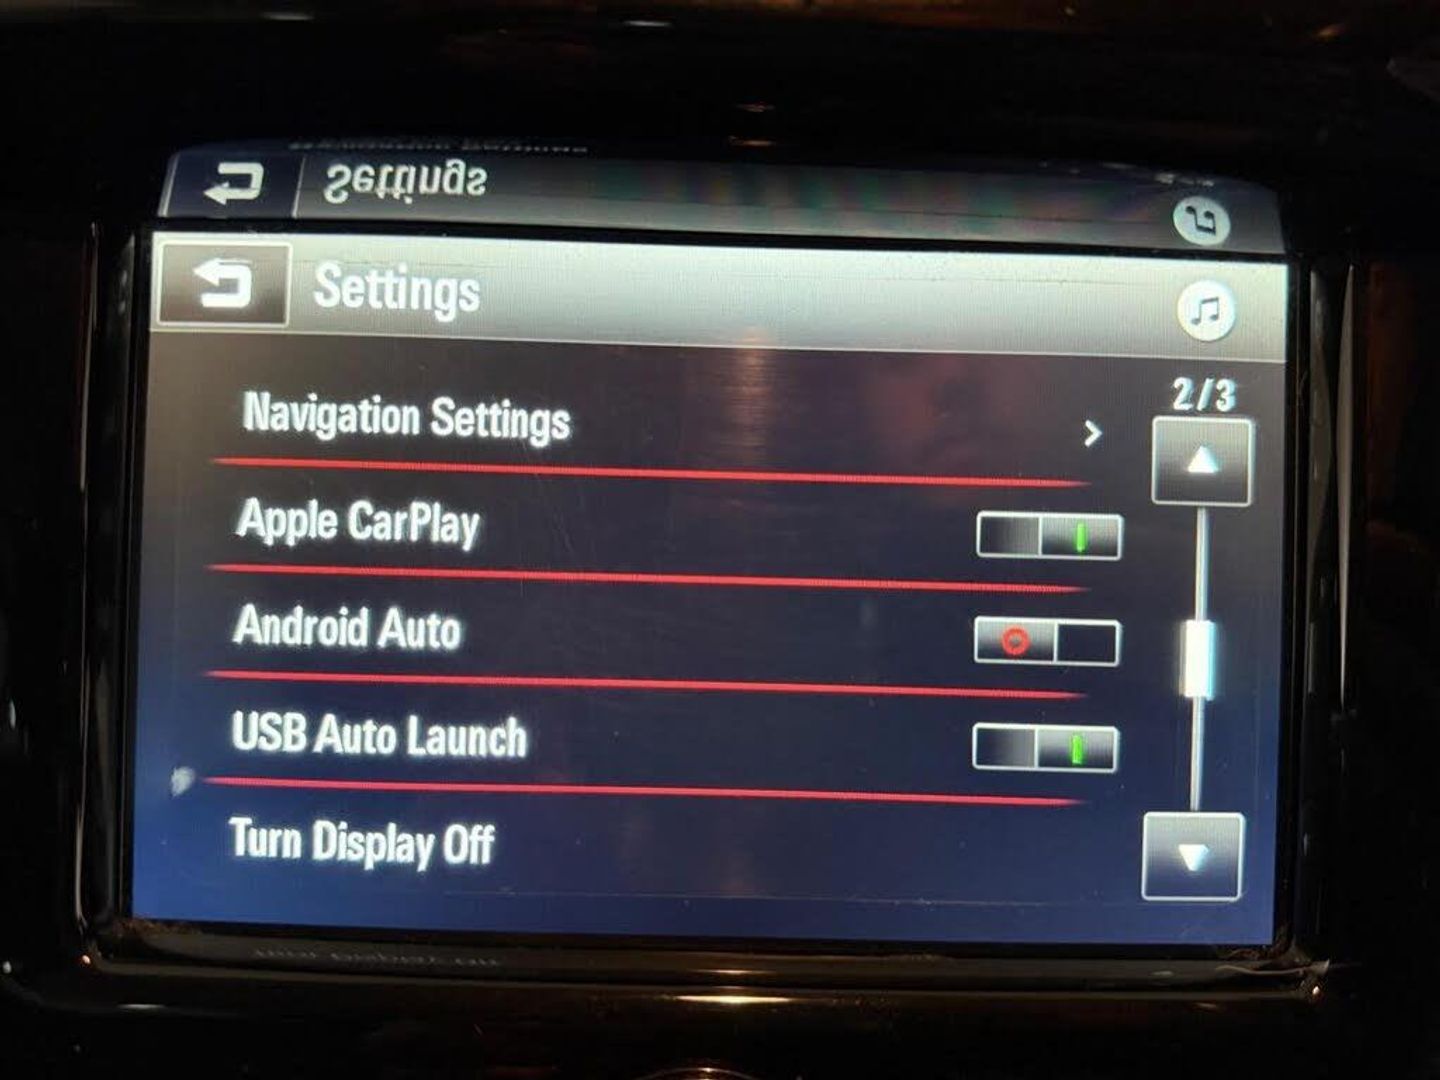 Settings
Settings
2/3
Navigation Settings
Apple CarPlay
Android Auto
USB Auto Launch
Turn Display Off